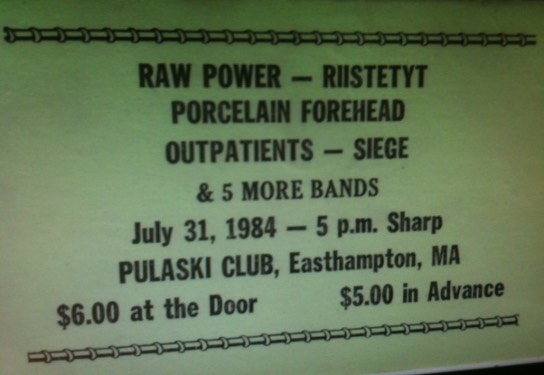 RAW POWER — RIISTETYT
PORCELAIN FOREHEAD
OUTPATIENTS — SIEGE
& 5 MORE BANDS
July 31, 1984 — 5 p.m. Sharp
PULASKI CLUB, Easthampton, MA
$6.00 at the Door $5.00 in Advance